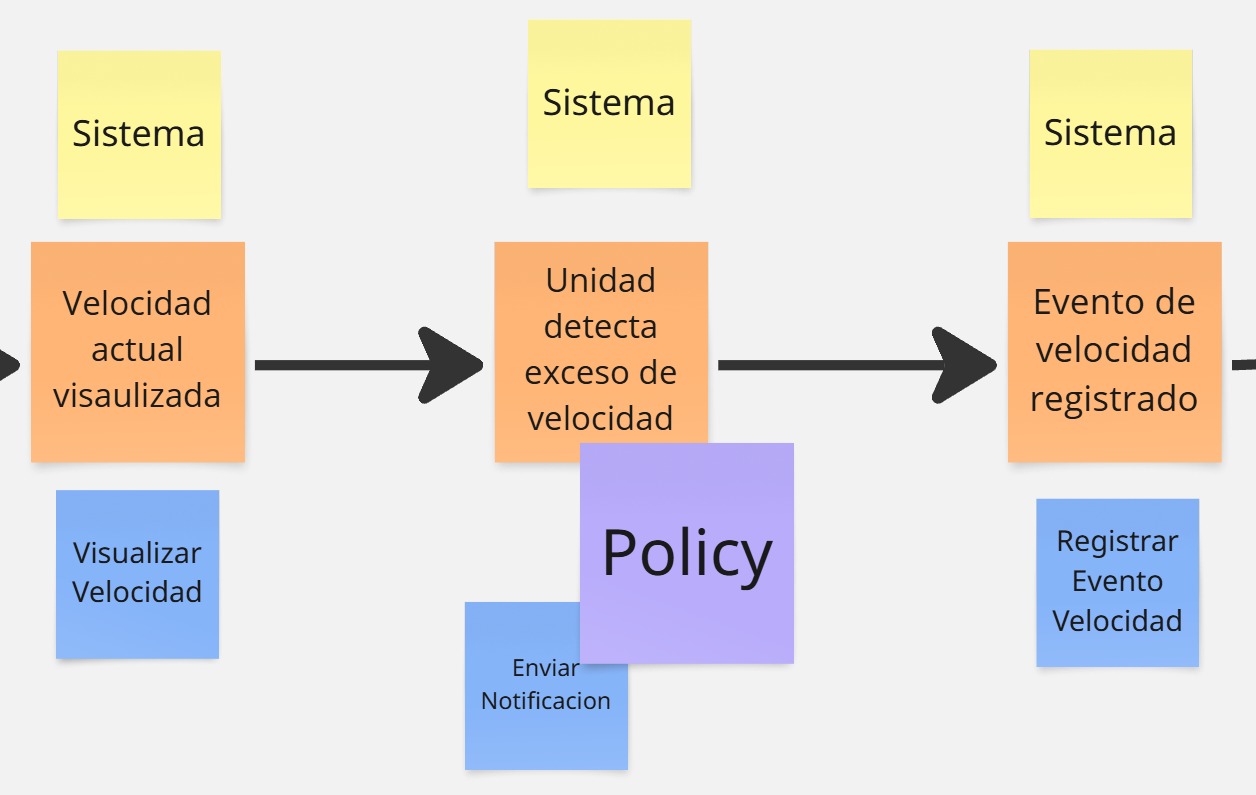 Sistema
Sistema
Sistema
Velocidad
actual
visaulizada
Unidad
detecta
exceso de
velocidad
Evento de
velocidad
registrado
Visualizar
Velocidad
Policy
Enviar
Notificacion
Registrar
Evento
Velocidad